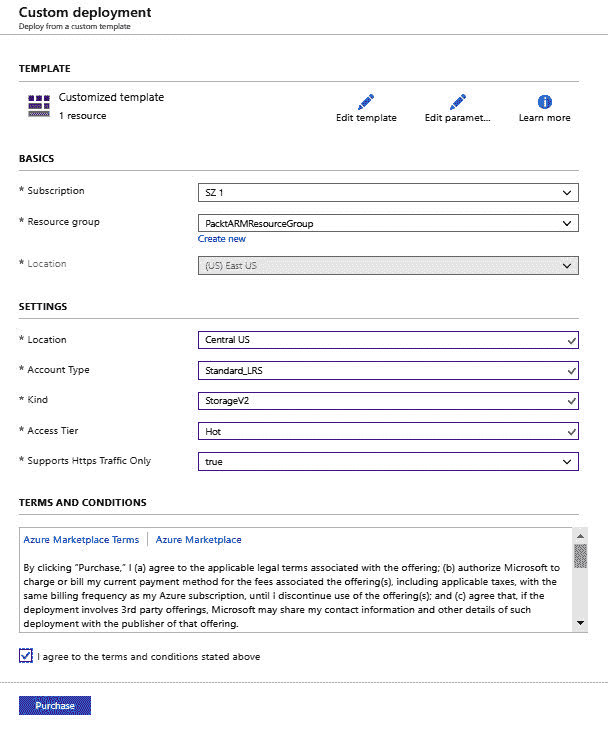 Custom deployment
Deploy from a custom template
TEMPLATE
Customized template
1 resource
Edit template
Edit paramet...
Learn more
BASICS
* Subscription
SZ 1
* Resource group
PacktARMResourceGroup
Create new
* Location
(US) East US
SETTINGS
* Location
Central US
* Account Type
Standard_LRS
* Kind
StorageV2
* Access Tier
Hot
* Supports Https Traffic Only
true
TERMS AND CONDITIONS
Azure Marketplace Terms | Azure Marketplace
By clicking "Purchase," I (a) agree to the applicable legal terms associated with the offering; (b) authorize Microsoft to
charge or bill my current payment method for the fees associated the offering(s), including applicable taxes, with the
same billing frequency as my Azure subscription, until i discontinue use of the offering(s); and (c) agree that, if the
deployment involves 3rd party offerings, Microsoft may share my contact information and other details of such
deployment with the publisher of that offering.
I agree to the terms and conditions stated above
Purchase